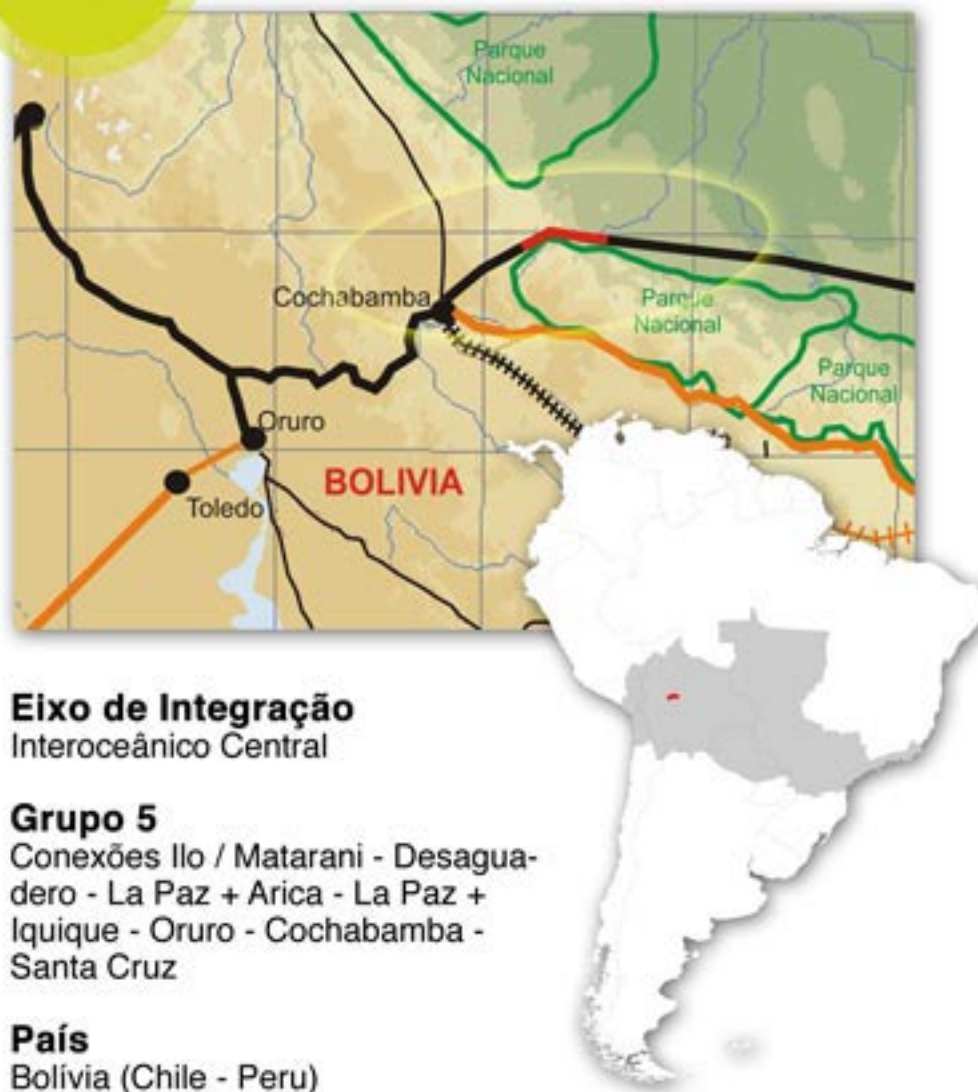 Parque
Nacional
Cochabamba
Parque
Nacional
Parque
Nacional
Oruro
BOLIVIA
Toledo
Eixo de Integração
Interoceânico Central
Grupo 5
Conexões Ilo / Matarani - Desagua-
dero - La Paz + Arica - La Paz +
Iquique - Oruro - Cochabamba -
Santa Cruz
País
Bolívia (Chile - Peru)